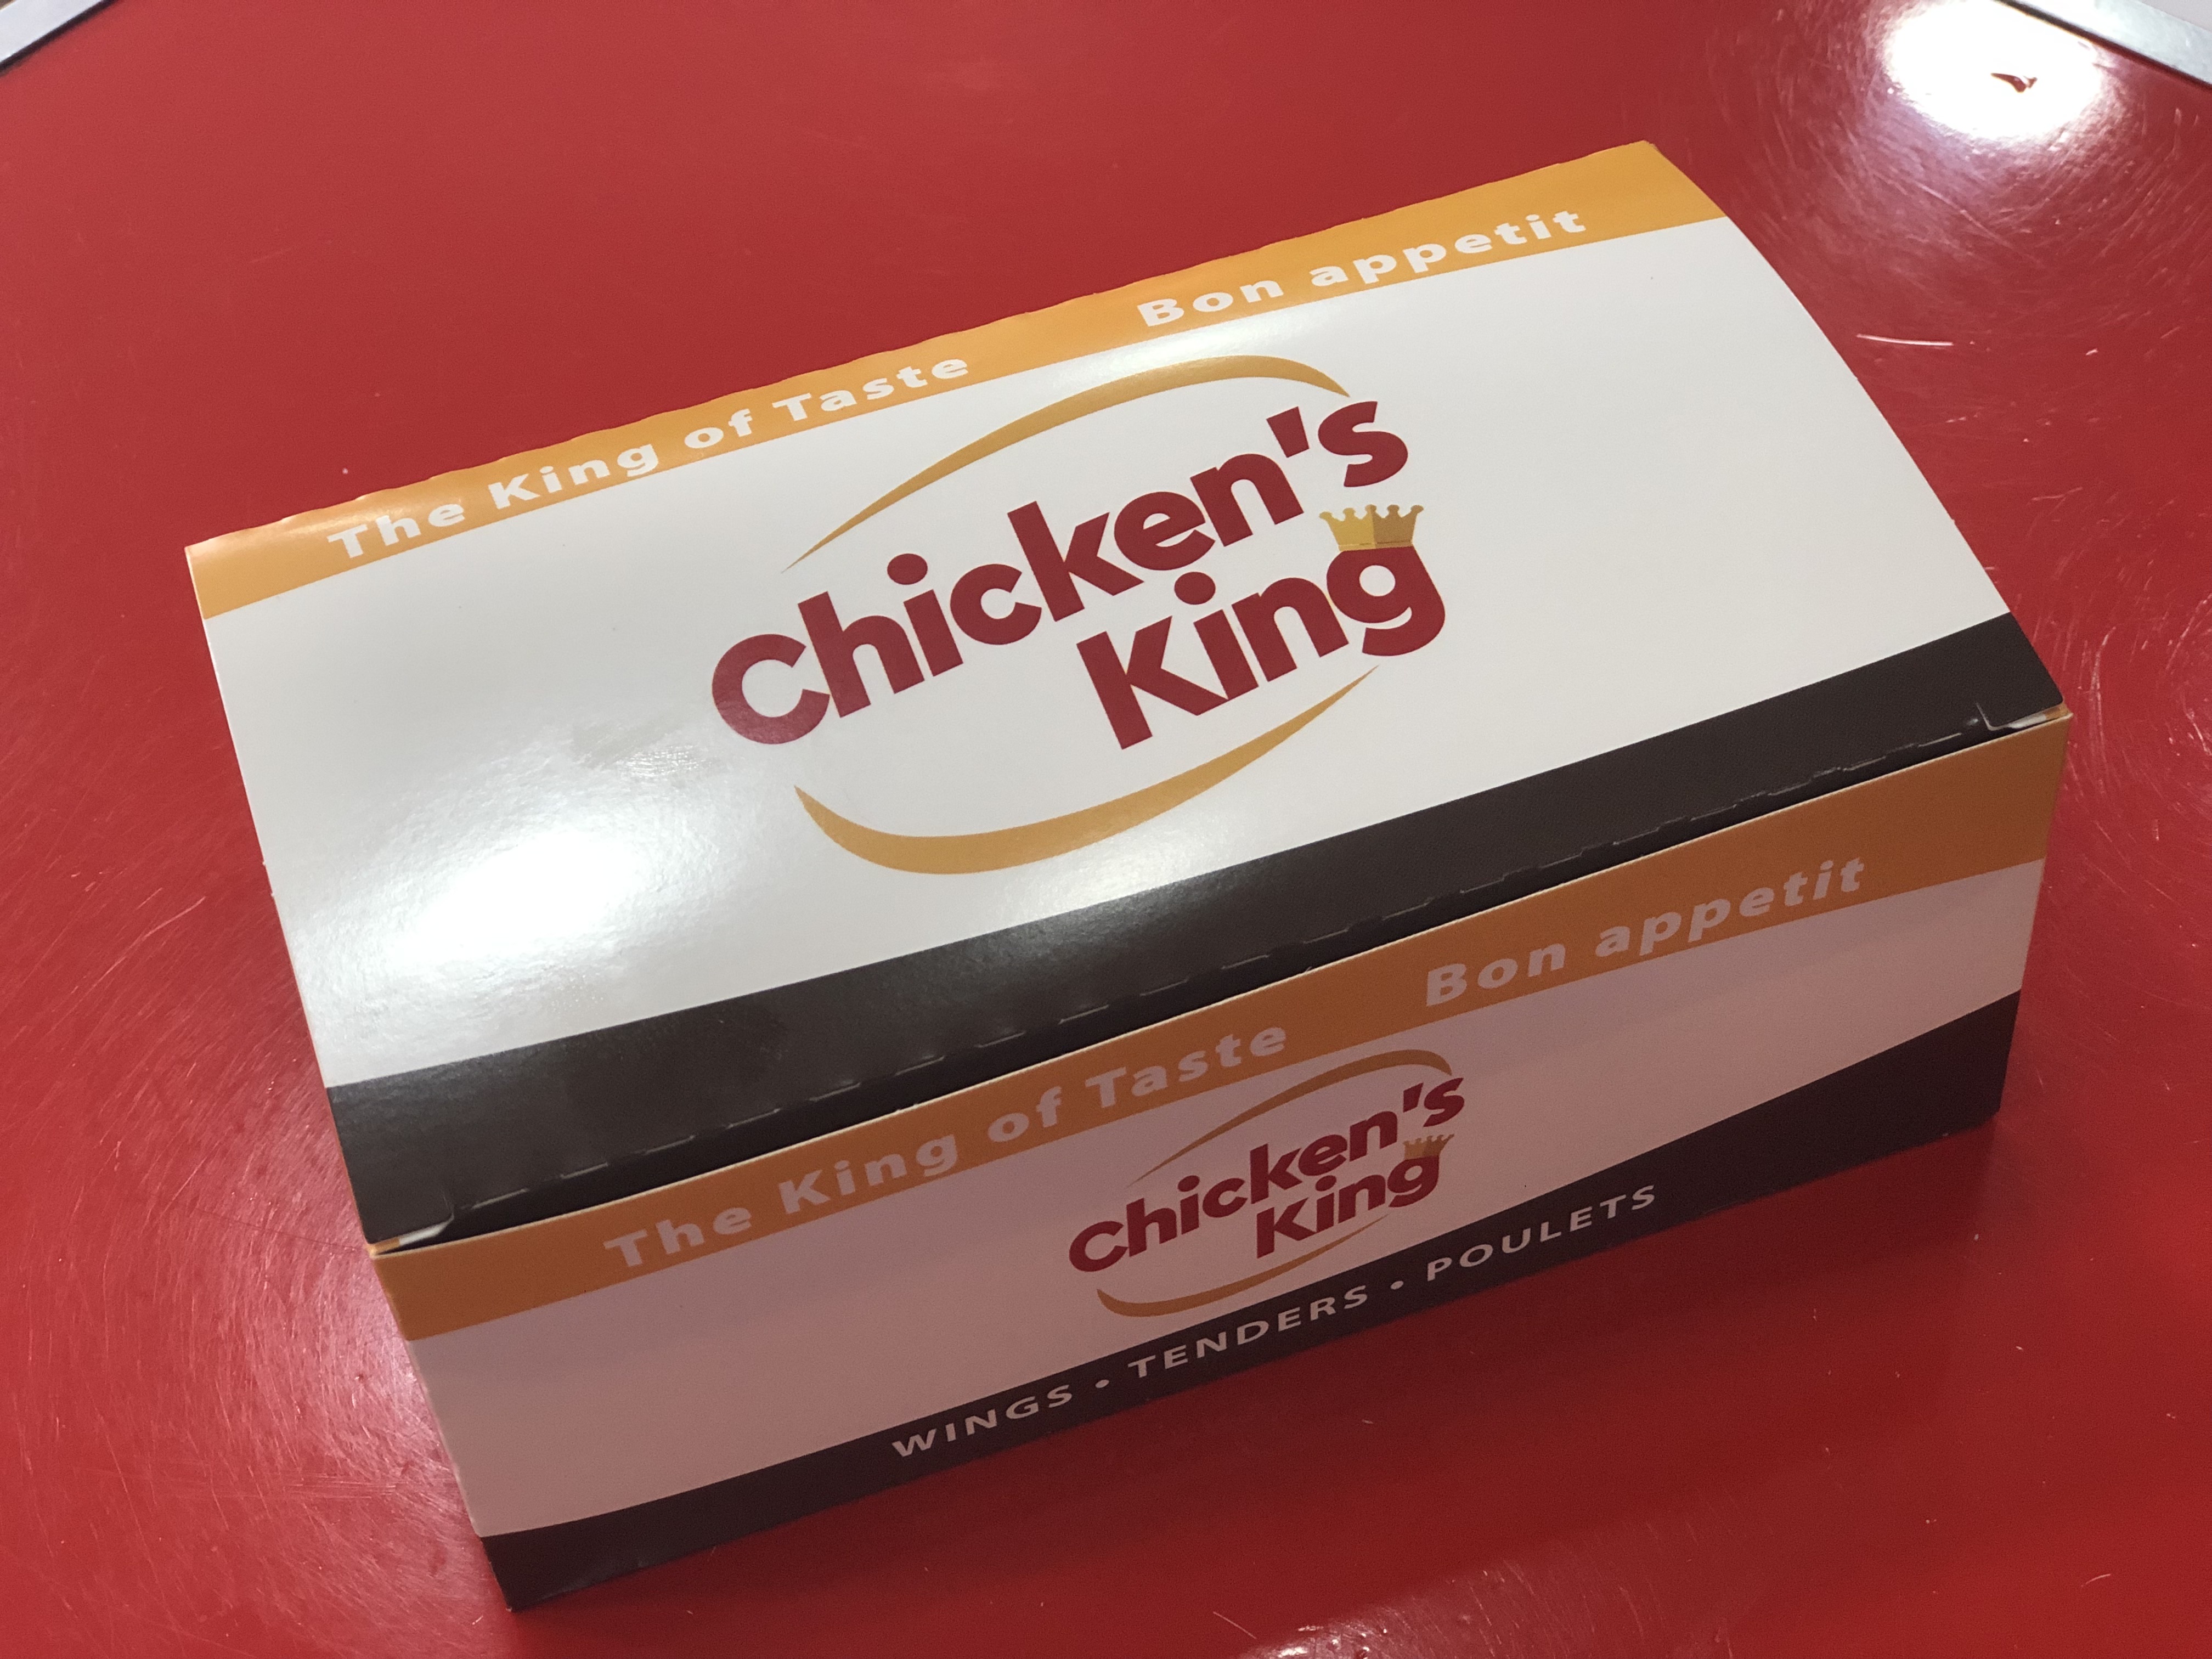 The King of Taste Bon appetit
Chicken's
King
The King of Taste Bon appetit
Chicken's
King
WINGS • TENDERS • POULETS